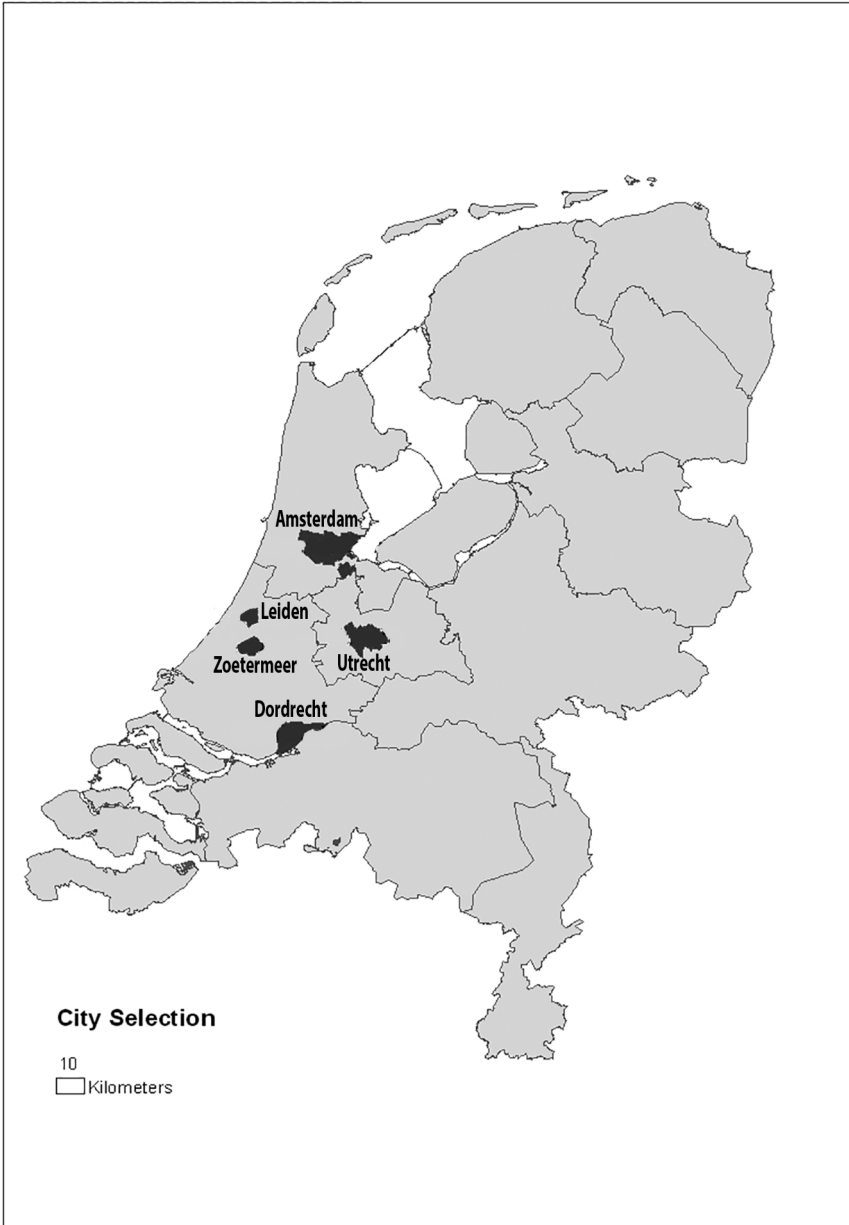 Amsterdam
Leiden
Zoetermeer
Utrecht
Dordrecht
City Selection
10
Kilometers